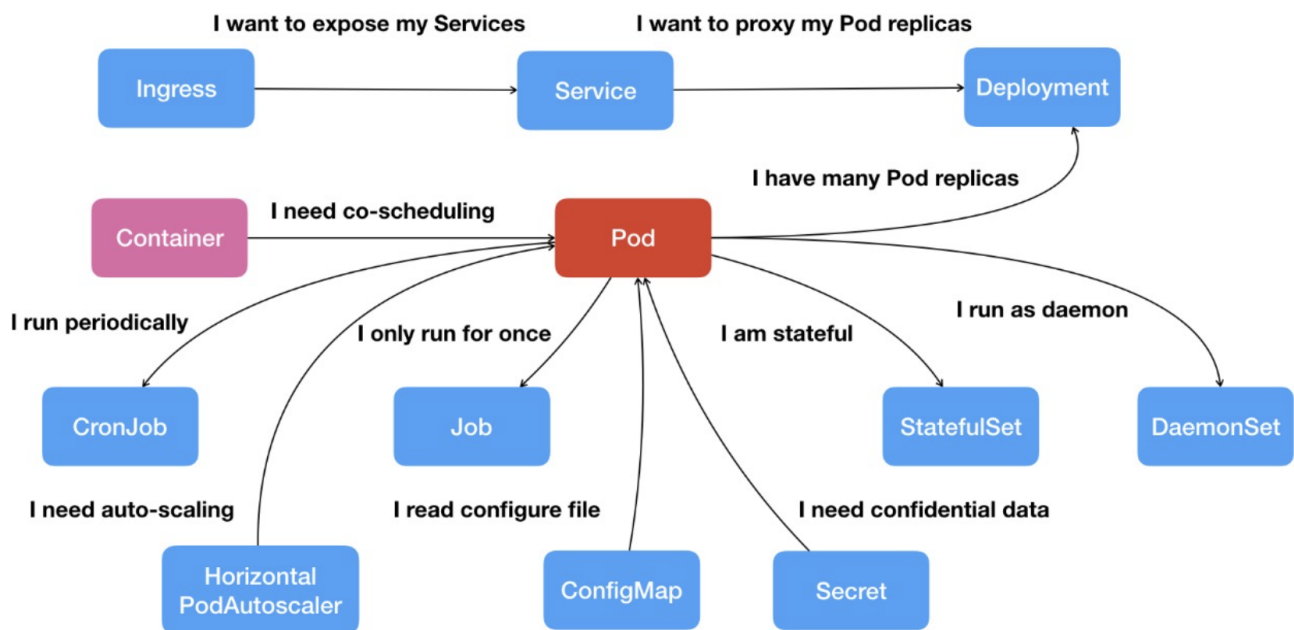 I want to expose my Services
I want to proxy my Pod replicas
Ingress
Service
Deployment
I have many Pod replicas
I need co-scheduling
Container
Pod
I run periodically
I only run for once
I am stateful
I run as daemon
CronJob
Job
StatefulSet
DaemonSet
I need auto-scaling
I read configure file
I need confidential data
Horizontal
PodAutoscaler
ConfigMap
Secret